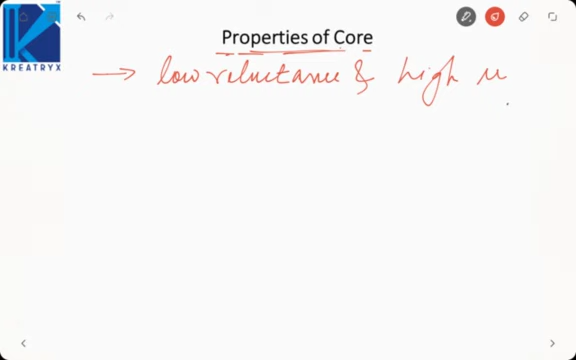 Properties of Core
KREATRYX
→ low reluctance & high μ